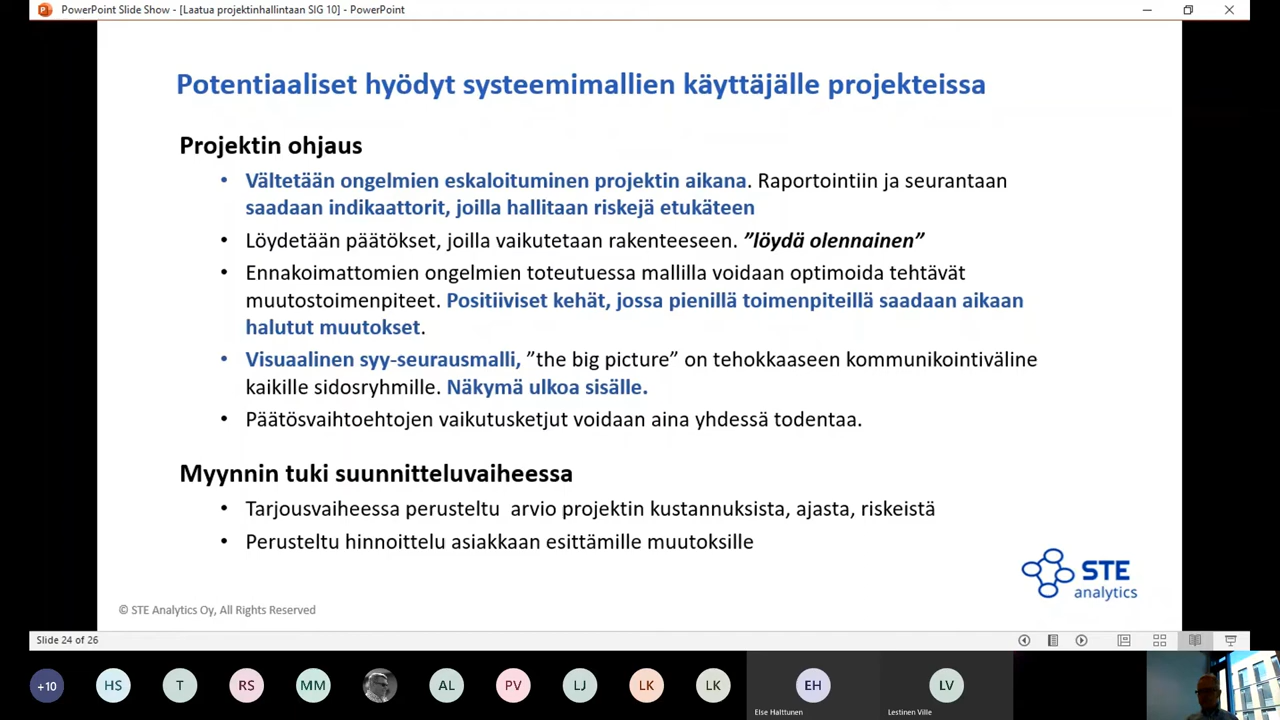 PowerPoint Slide Show - [Laatua projektinhallintaan SIG 10] - PowerPoint
Potentiaaliset hyödyt systeemimallien käyttäjälle projekteissa
Projektin ohjaus
• Vältetään ongelmien eskaloituminen projektin aikana. Raportointiin ja seurantaan
saadaan indikaattorit, joilla hallitaan riskejä etukäteen
• Löydetään päätökset, joilla vaikutetaan rakenteeseen. ”löydä olennainen”
• Ennakoimattomien ongelmien toteutuessa mallilla voidaan optimoida tehtävät
muutostoimenpiteet. Positiiviset kehät, jossa pienillä toimenpiteillä saadaan aikaan
halutut muutokset.
• Visuaalinen syy-seurausmalli, ”the big picture” on tehokkaaseen kommunikointiväline
kaikille sidosryhmille. Näkymä ulkoa sisälle.
• Päätösvaihtoehtojen vaikutusketjut voidaan aina yhdessä todentaa.
Myynnin tuki suunnitteluvaiheessa
• Tarjousvaiheessa perusteltu arvio projektin kustannuksista, ajasta, riskeistä
• Perusteltu hinnoittelu asiakkaan esittämille muutoksille
STE
analytics
© STE Analytics Oy, All Rights Reserved
Slide 24 of 26
+10 HS T RS MM AL PV LJ LK LK EH LV
Else Halttunen Lestinen Ville